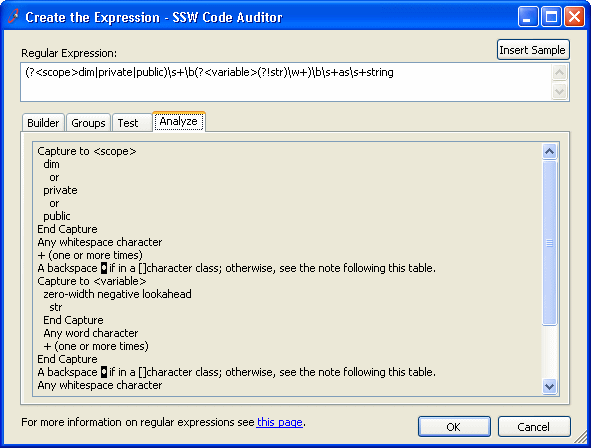 Create the Expression - SSW Code Auditor
Regular Expression:
Insert Sample
(?<scope>dim|private|public)\s+\b(?<variable>(?!str)\w+)\b\s+as\s+string
Builder Groups Test Analyze
Capture to <scope>
dim
or
private
or
public
End Capture
Any whitespace character
+ (one or more times)
A backspace • if in a []character class; otherwise, see the note following this table.
Capture to <variable>
zero-width negative lookahead
str
End Capture
Any word character
+ (one or more times)
End Capture
A backspace • if in a []character class; otherwise, see the note following this table.
Any whitespace character
For more information on regular expressions see this page.
OK Cancel